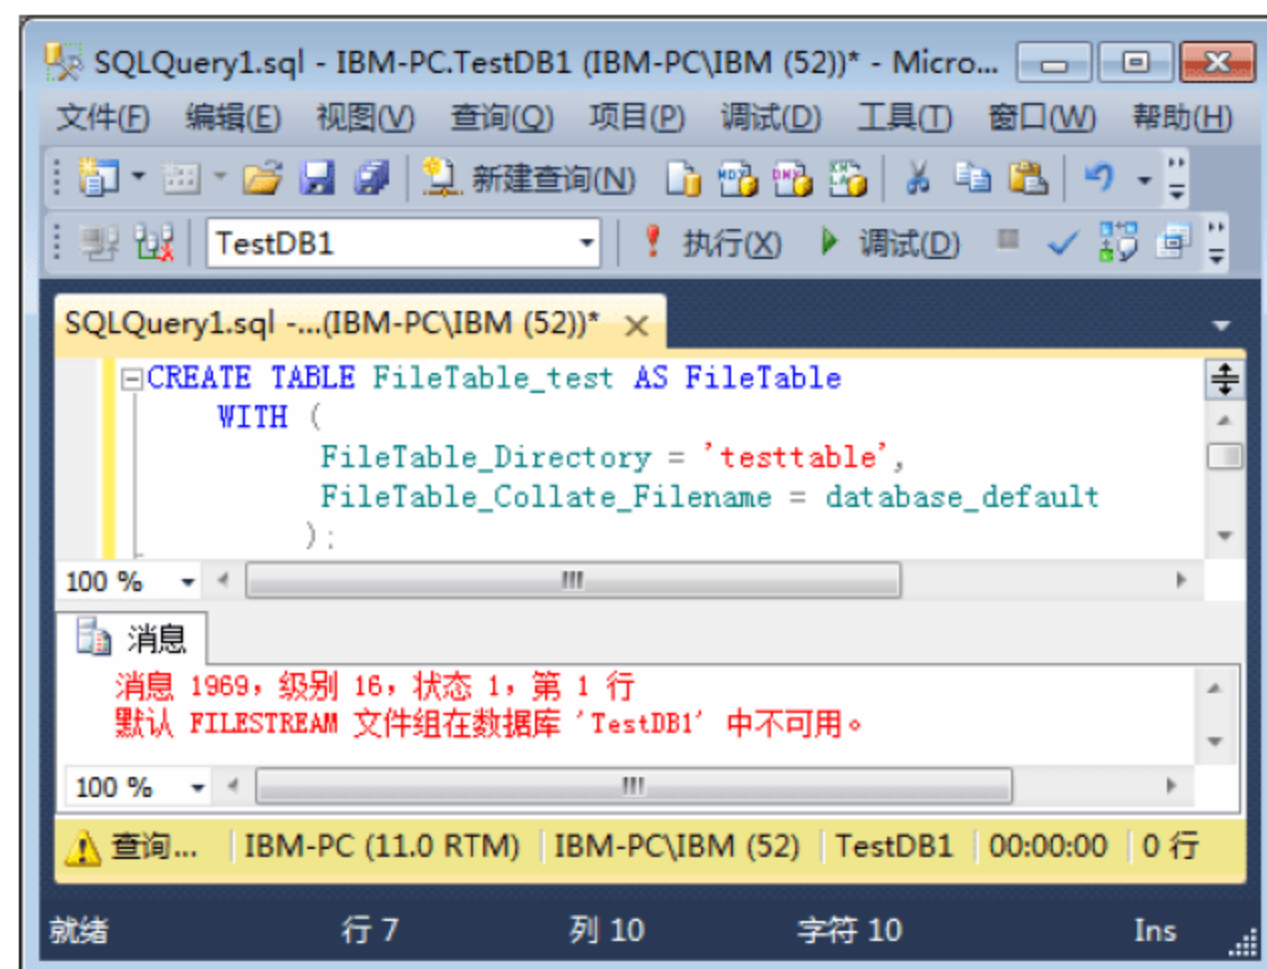 SQLQuery1.sql - IBM-PC.TestDB1 (IBM-PC\IBM (52))* - Micro...
文件(F) 编辑(E) 视图(V) 查询(Q) 项目(P) 调试(D) 工具(T) 窗口(W) 帮助(H)
新建查询(N)
TestDB1 执行(X) 调试(D)
SQLQuery1.sql -...(IBM-PC\IBM (52))*
CREATE TABLE FileTable_test AS FileTable
WITH (
FileTable_Directory = 'testtable',
FileTable_Collate_Filename = database_default
);
100 %
消息
消息 1969，级别 16，状态 1，第 1 行
默认 FILESTREAM 文件组在数据库 'TestDB1' 中不可用。
100 %
查询... IBM-PC (11.0 RTM) IBM-PC\IBM (52) TestDB1 00:00:00 0 行
就绪 行 7 列 10 字符 10 Ins